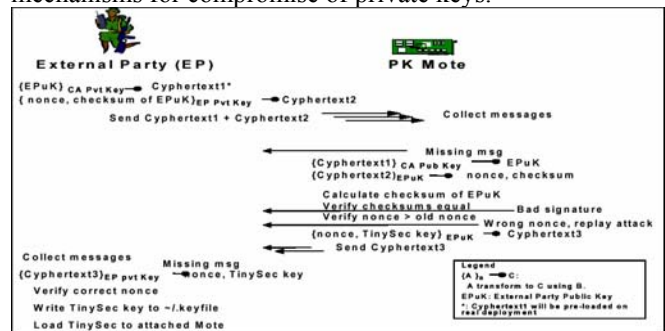 mechanisms for compromise of private keys.
External Party (EP)
PK Mote
{EPuK} CA Pvt Key Cyphertext1*
{ nonce, checksum of EPuK}EP Pvt Key Cyphertext2
Send Cyphertext1 + Cyphertext2
Collect messages
Missing msg
{Cyphertext1} CA Pub Key EPuK
{Cyphertext2}EPuK nonce, checksum
Calculate checksum of EPuK
Verify checksums equal
Bad signature
Verify nonce > old nonce
Wrong nonce, replay attack
{nonce, TinySec key} EPuK Cyphertext3
Send Cyphertext3
Collect messages
Missing msg
{Cyphertext3}EP pvt Key nonce, TinySec key
Verify correct nonce
Write TinySec key to ~/.keyfile
Load TinySec to attached Mote
Legend
{A }B C:
A transform to C using B.
EPuK: External Party Public Key
*: Cyphertext1 will be pre-loaded on
real deployment